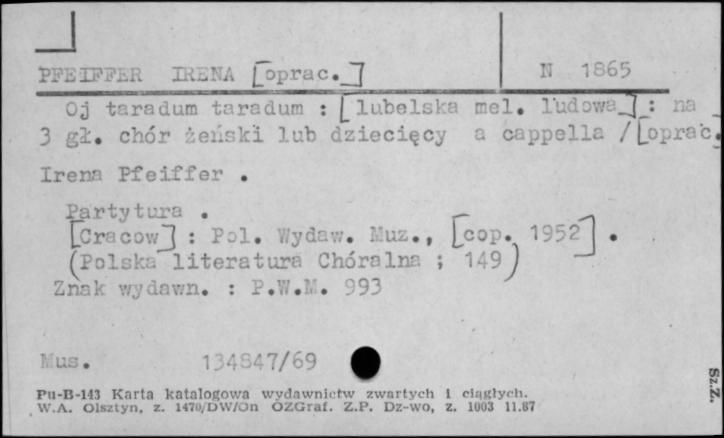 PFEIFFER IRENA [oprac.] N 1865
Oj taradum taradum : [lubelska mel. ludowa] : na
3 gł. chór żeński lub dziecięcy a cappella /[oprac.
Irena Pfeiffer .
Partytura .
[Cracow] : Pol. Wydaw. Muz., [cop. 1952] .
(Polska literatura Chóralna ; 149)
Znak wydawn. : P.W.M. 993
Mus. 134847/69
Pu-B-143 Karta katalogowa wydawnictw zwartych i ciągłych.
W.A. Olsztyn, z. 1470/DW/On OZGraf. Z.P. Dz-wo, z. 1003 11.87
Sz.Z.